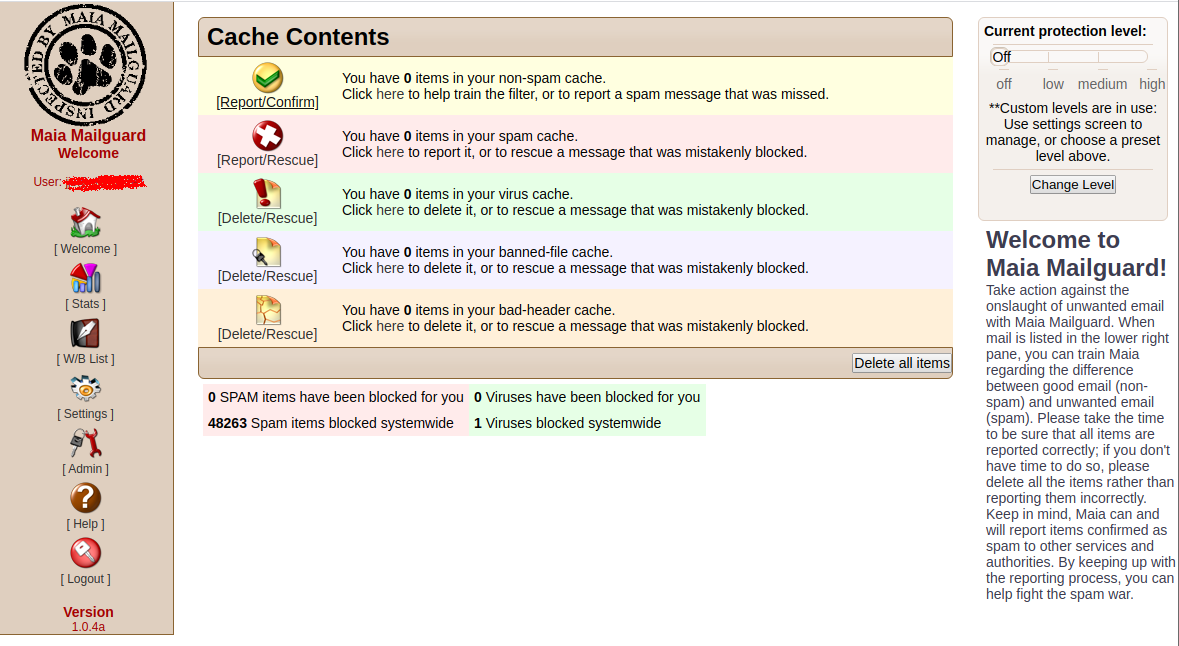 INSPECTED BY MAIA MAILGUARD
Maia Mailguard
Welcome
User:
[ Welcome ]
[ Stats ]
[ W/B List ]
[ Settings ]
[ Admin ]
[ Help ]
[ Logout ]
Version
1.0.4a
Cache Contents
[Report/Confirm]
You have 0 items in your non-spam cache.
Click here to help train the filter, or to report a spam message that was missed.
[Report/Rescue]
You have 0 items in your spam cache.
Click here to report it, or to rescue a message that was mistakenly blocked.
[Delete/Rescue]
You have 0 items in your virus cache.
Click here to delete it, or to rescue a message that was mistakenly blocked.
[Delete/Rescue]
You have 0 items in your banned-file cache.
Click here to delete it, or to rescue a message that was mistakenly blocked.
[Delete/Rescue]
You have 0 items in your bad-header cache.
Click here to delete it, or to rescue a message that was mistakenly blocked.
Delete all items
0 SPAM items have been blocked for you
0 Viruses have been blocked for you
48263 Spam items blocked systemwide
1 Viruses blocked systemwide
Current protection level:
Off
off low medium high
**Custom levels are in use:
Use settings screen to
manage, or choose a preset
level above.
Change Level
Welcome to
Maia Mailguard!
Take action against the
onslaught of unwanted email
with Maia Mailguard. When
mail is listed in the lower right
pane, you can train Maia
regarding the difference
between good email (non-
spam) and unwanted email
(spam). Please take the time
to be sure that all items are
reported correctly; if you don't
have time to do so, please
delete all the items rather than
reporting them incorrectly.
Keep in mind, Maia can and
will report items confirmed as
spam to other services and
authorities. By keeping up with
the reporting process, you can
help fight the spam war.